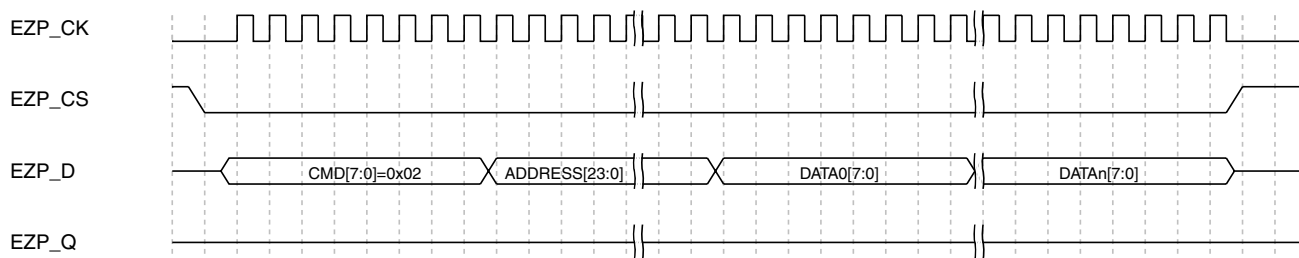 EZP_CK
EZP_CS
EZP_D CMD[7:0]=0x02 ADDRESS[23:0] DATA0[7:0] DATAn[7:0]
EZP_Q